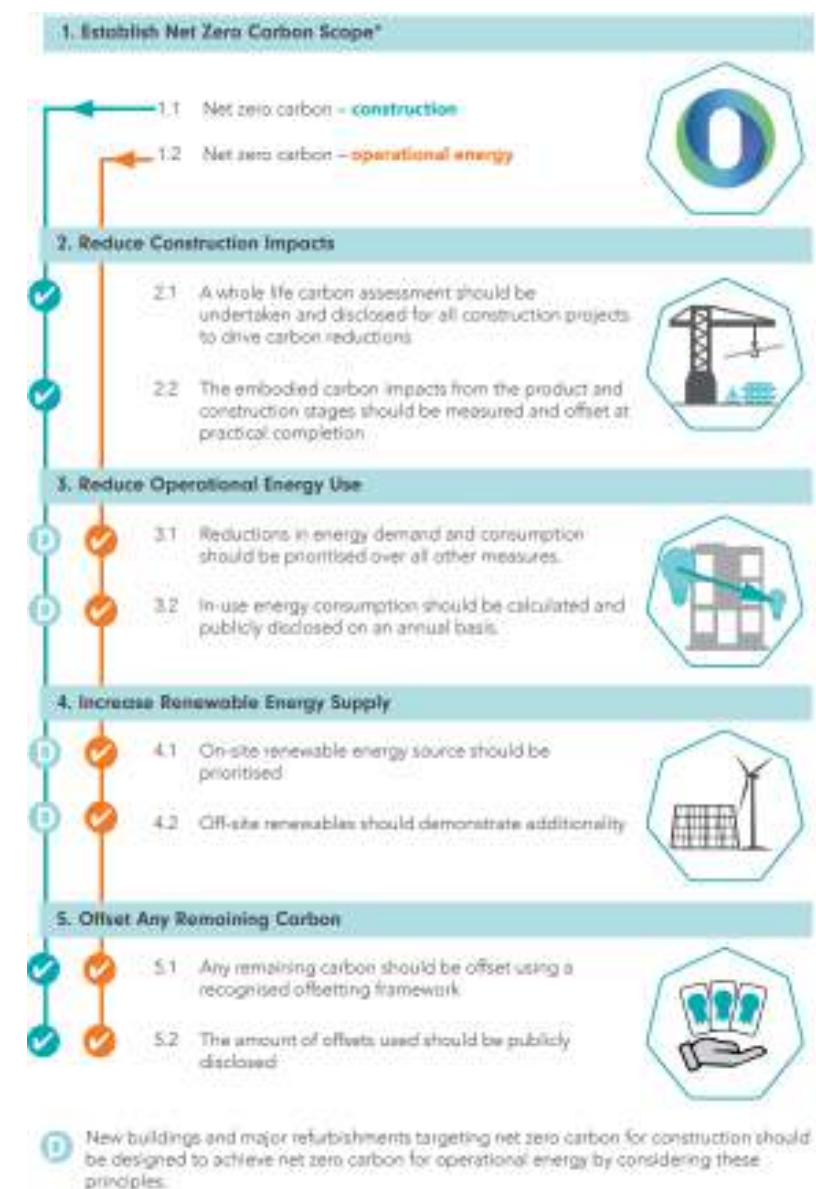 1. Establish Net Zero Carbon Scope*
1.1 Net zero carbon – construction
1.2 Net zero carbon – operational energy
2. Reduce Construction Impacts
2.1 A whole life carbon assessment should be
undertaken and disclosed for all construction projects
to drive carbon reductions
2.2 The embodied carbon impacts from the product and
construction stages should be measured and offset at
practical completion
3. Reduce Operational Energy Use
3.1 Reductions in energy demand and consumption
should be prioritised over all other measures.
3.2 In-use energy consumption should be calculated and
publicly disclosed on an annual basis.
4. Increase Renewable Energy Supply
4.1 On-site renewable energy source should be
prioritised
4.2 Off-site renewables should demonstrate additionality
5. Offset Any Remaining Carbon
5.1 Any remaining carbon should be offset using a
recognised offsetting framework
5.2 The amount of offsets used should be publicly
disclosed
New buildings and major refurbishments targeting net zero carbon for construction should
be designed to achieve net zero carbon for operational energy by considering these
principles.